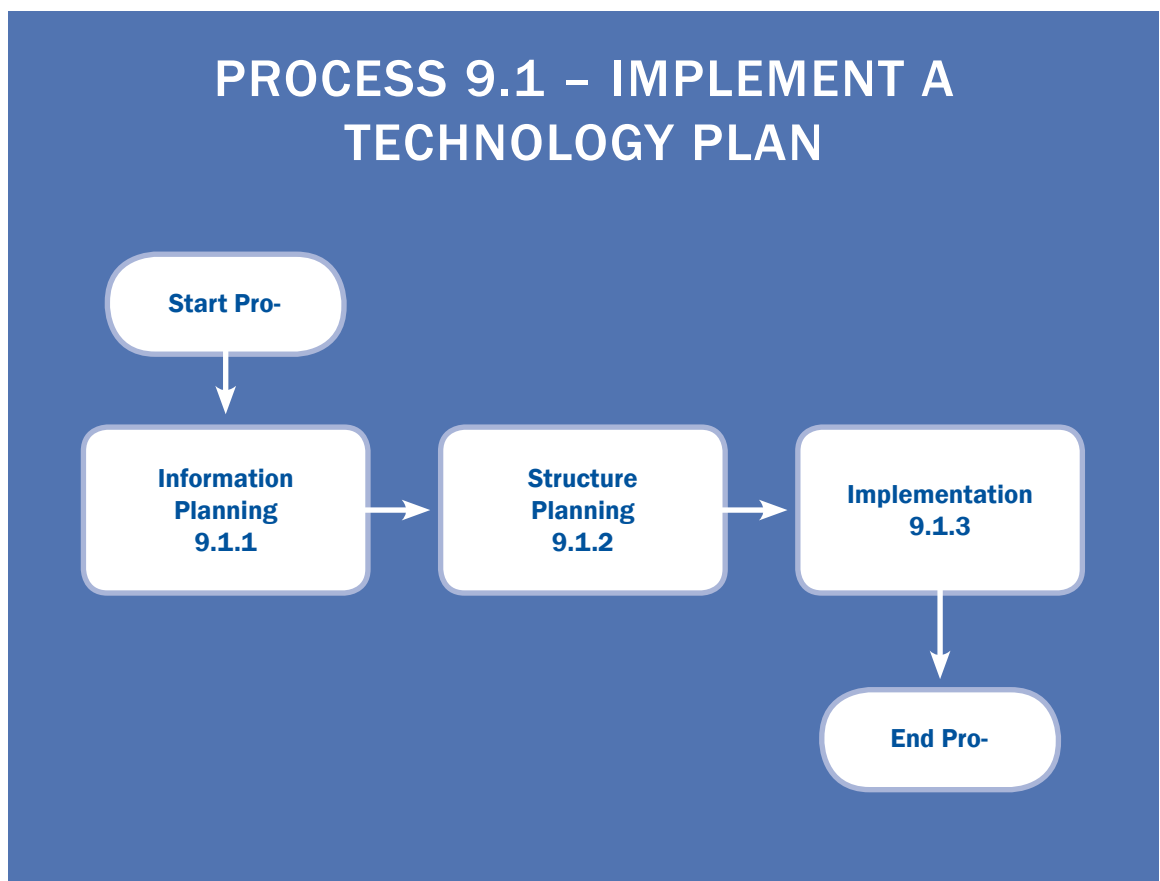 PROCESS 9.1 – IMPLEMENT A
TECHNOLOGY PLAN
Start Pro-
Information
Planning
9.1.1
Structure
Planning
9.1.2
Implementation
9.1.3
End Pro-